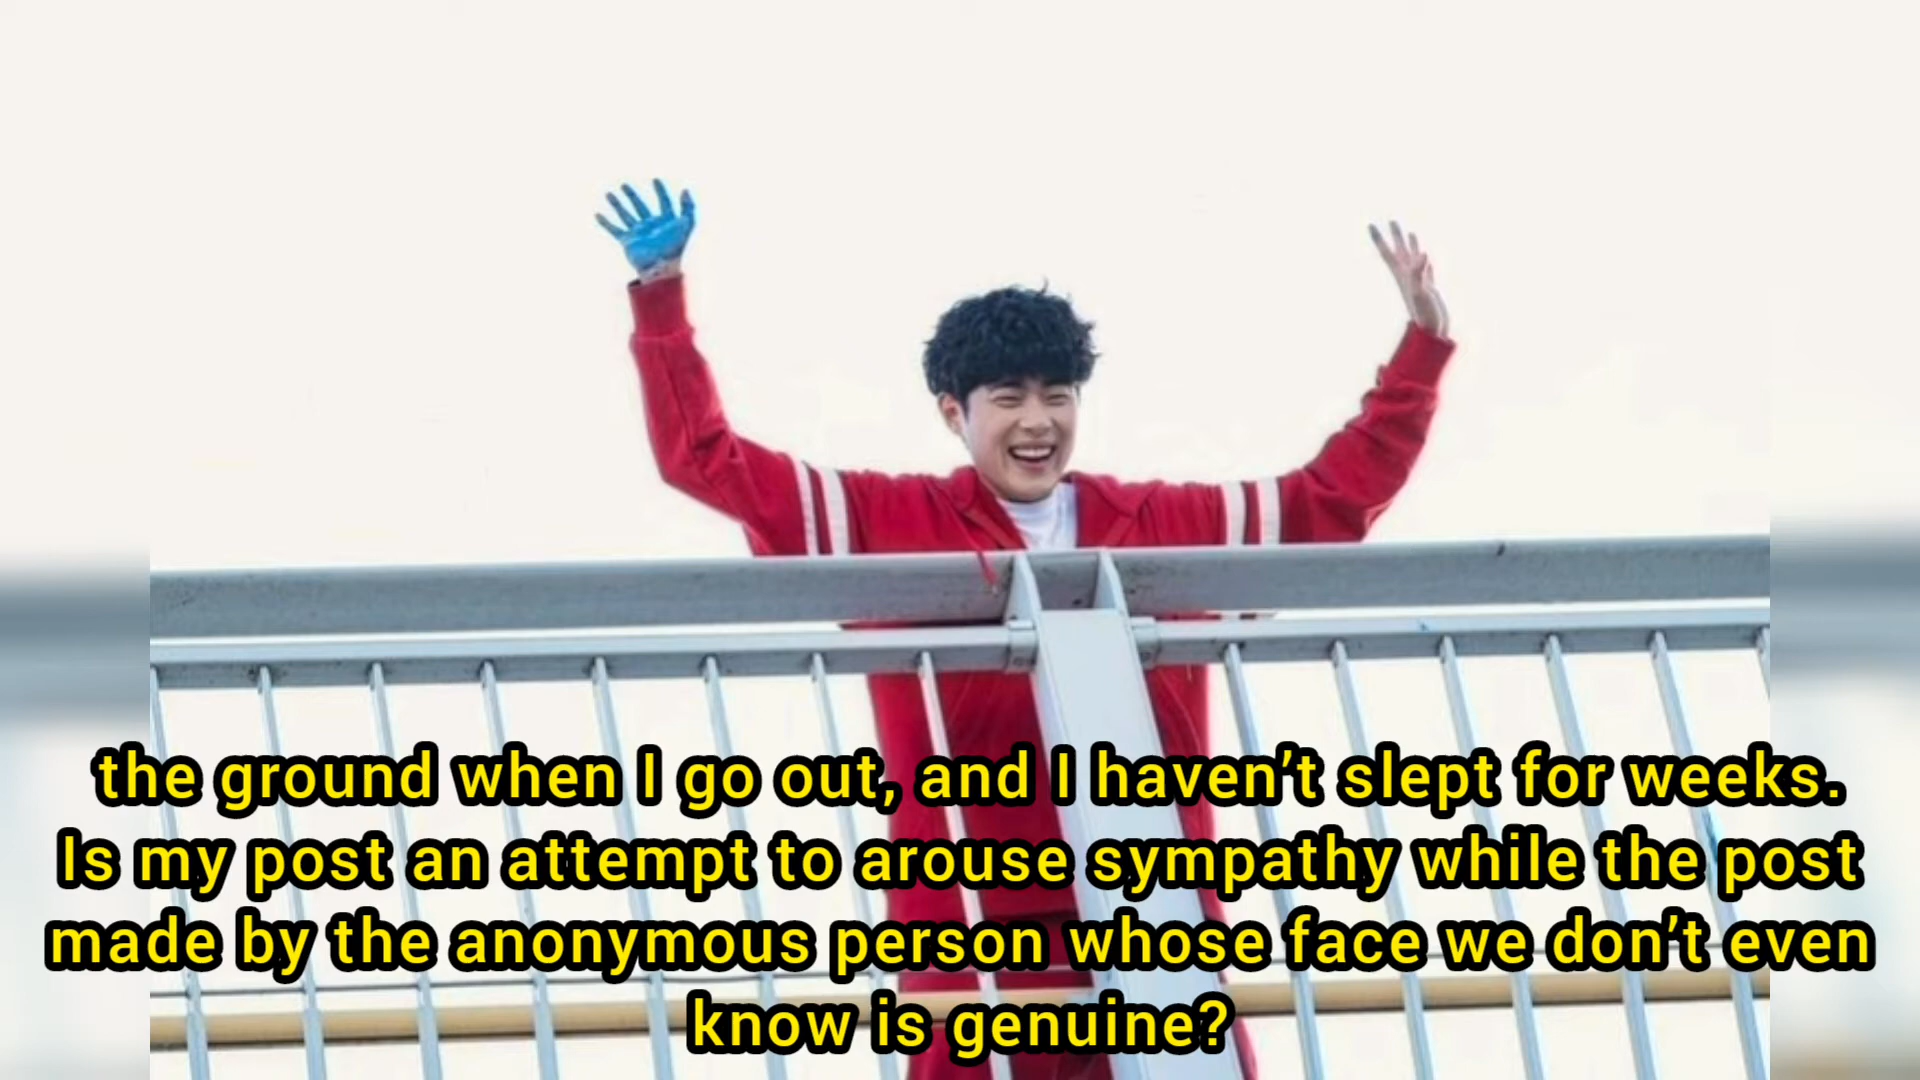 the ground when I go out, and I haven’t slept for weeks.
Is my post an attempt to arouse sympathy while the post
made by the anonymous person whose face we don’t even
know is genuine?